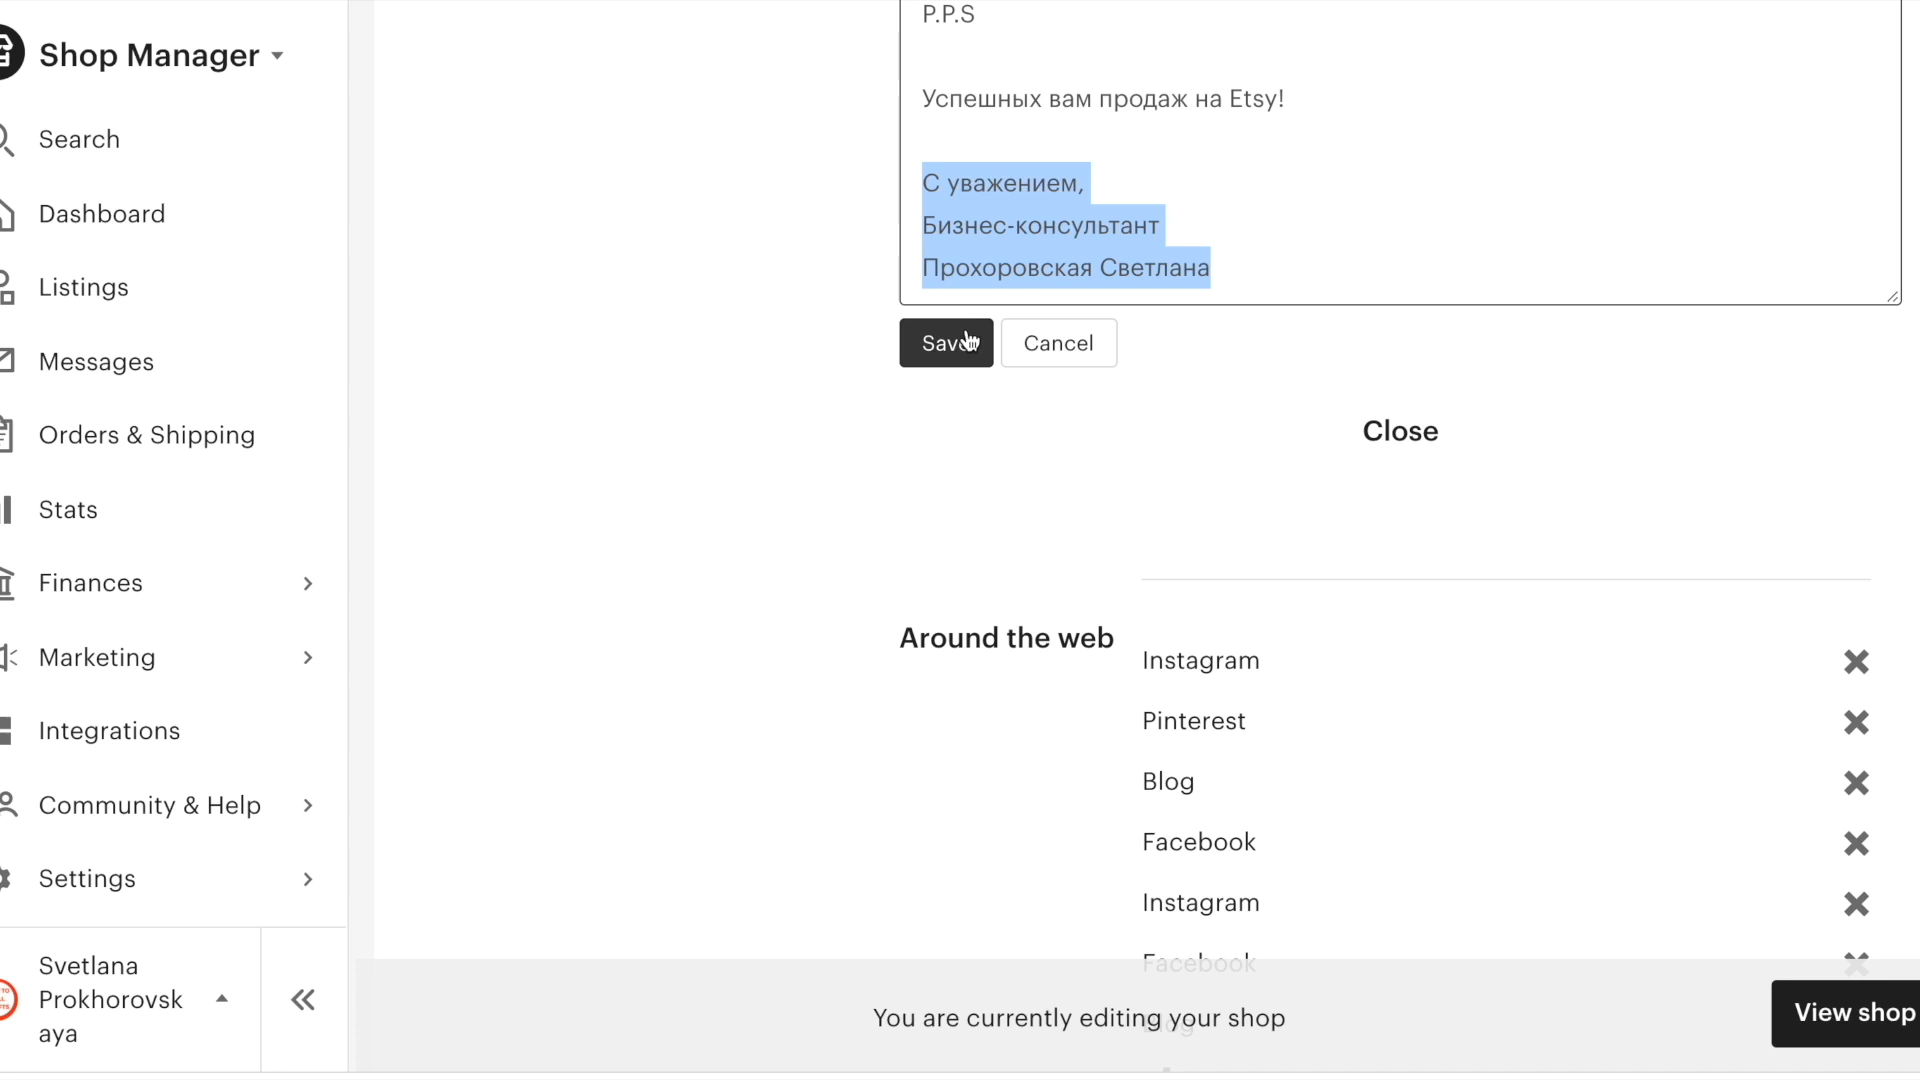 Shop Manager
Search
Dashboard
Listings
Messages
Orders & Shipping
Stats
Finances
Marketing
Integrations
Community & Help
Settings
Svetlana
Prokhorovsk
aya
P.P.S
Успешных вам продаж на Etsy!
С уважением,
Бизнес-консультант
Прохоровская Светлана
Save
Cancel
Close
Around the web
Instagram
Pinterest
Blog
Facebook
Instagram
Facebook
Blog
You are currently editing your shop
View shop